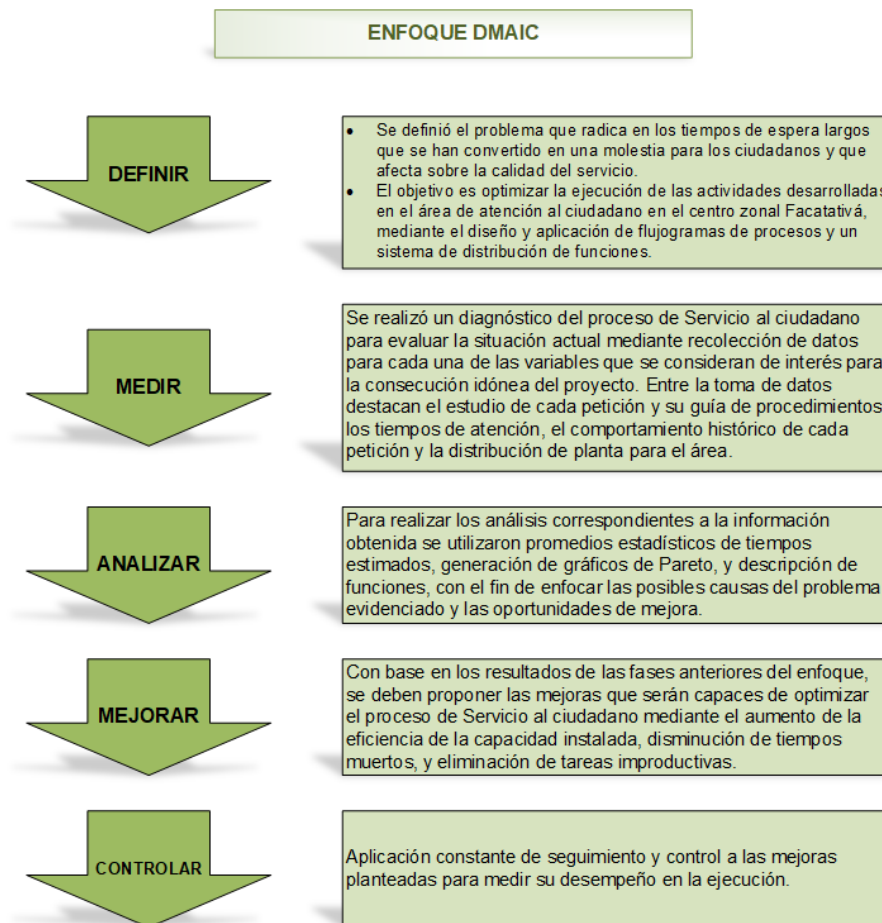 ENFOQUE DMAIC
DEFINIR
• Se definió el problema que radica en los tiempos de espera largos
que se han convertido en una molestia para los ciudadanos y que
afecta sobre la calidad del servicio.
• El objetivo es optimizar la ejecución de las actividades desarrolladas
en el área de atención al ciudadano en el centro zonal Facatativá,
mediante el diseño y aplicación de flujogramas de procesos y un
sistema de distribución de funciones.
MEDIR
Se realizó un diagnóstico del proceso de Servicio al ciudadano
para evaluar la situación actual mediante recolección de datos
para cada una de las variables que se consideran de interés para
la consecución idónea del proyecto. Entre la toma de datos
destacan el estudio de cada petición y su guía de procedimientos
los tiempos de atención, el comportamiento histórico de cada
petición y la distribución de planta para el área.
ANALIZAR
Para realizar los análisis correspondientes a la información
obtenida se utilizaron promedios estadísticos de tiempos
estimados, generación de gráficos de Pareto, y descripción de
funciones, con el fin de enfocar las posibles causas del problema
evidenciado y las oportunidades de mejora.
MEJORAR
Con base en los resultados de las fases anteriores del enfoque,
se deben proponer las mejoras que serán capaces de optimizar
el proceso de Servicio al ciudadano mediante el aumento de la
eficiencia de la capacidad instalada, disminución de tiempos
muertos, y eliminación de tareas improductivas.
CONTROLAR
Aplicación constante de seguimiento y control a las mejoras
planteadas para medir su desempeño en la ejecución.